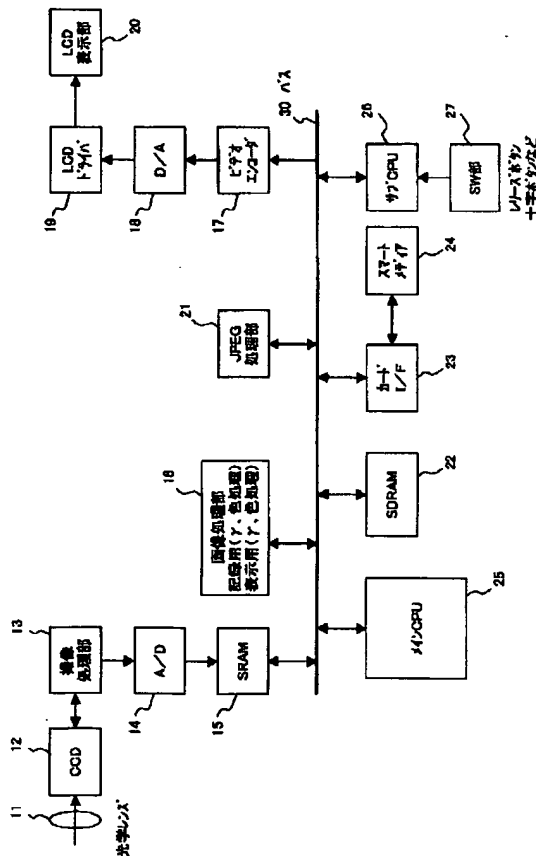 11
光学レンズ
12
CCD
13
撮像
処理部
14
A/D
15
SRAM
16
画像処理部
記録用(γ、色処理)
表示用(γ、色処理)
21
JPEG
処理部
17
ビデオ
エンコーダ
18
D/A
19
LCD
ドライバ
20
LCD
表示部
30 バス
25
メインCPU
22
SDRAM
23
カード
I/F
24
スマート
メディア
26
サブCPU
27
SW部
レリーズボタン
十字ボタンなど